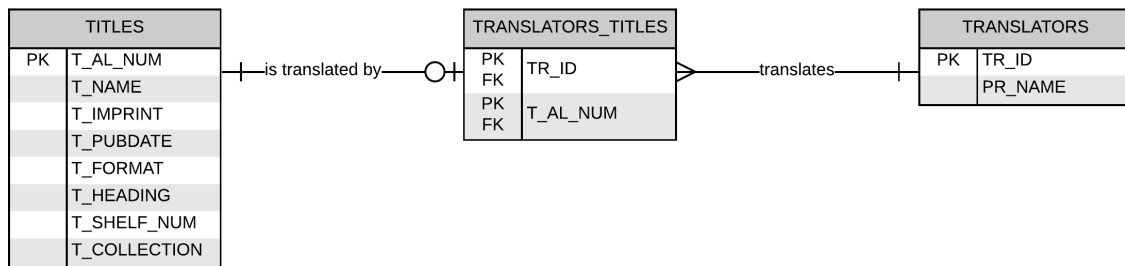 TITLES
PK T_AL_NUM
T_NAME
T_IMPRINT
T_PUBDATE
T_FORMAT
T_HEADING
T_SHELF_NUM
T_COLLECTION
is translated by
TRANSLATORS_TITLES
PK
FK
TR_ID
PK
FK
T_AL_NUM
translates
TRANSLATORS
PK TR_ID
PR_NAME